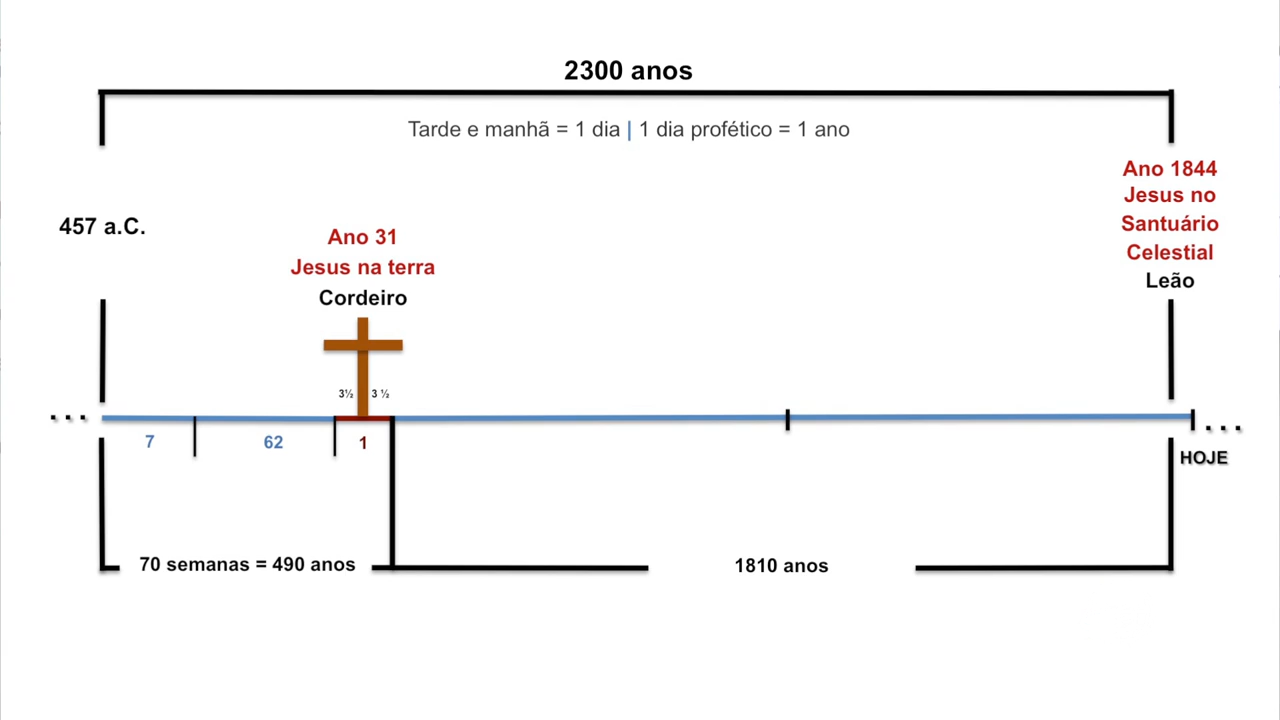 2300 anos
Tarde e manhã = 1 dia | 1 dia profético = 1 ano
457 a.C.
Ano 31
Jesus na terra
Cordeiro
Ano 1844
Jesus no
Santuário
Celestial
Leão
3½ 3 ½
. . .
. . .
7 62 1
HOJE
70 semanas = 490 anos
1810 anos